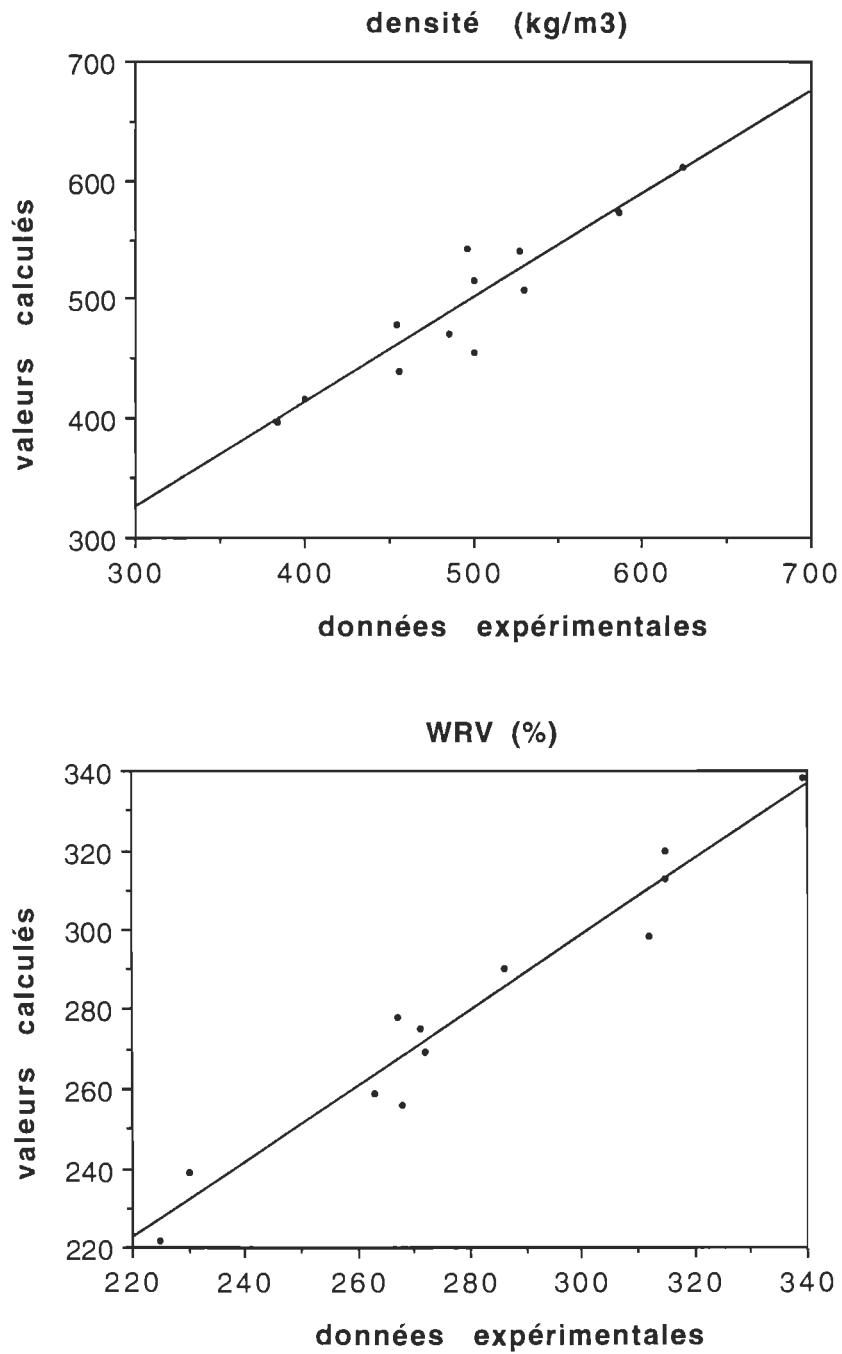 densité (kg/m3)
700
600
500
400
300
valeurs calculés
300 400 500 600 700
données expérimentales
WRV (%)
340
320
300
280
260
240
220
valeurs calculés
220 240 260 280 300 320 340
données expérimentales